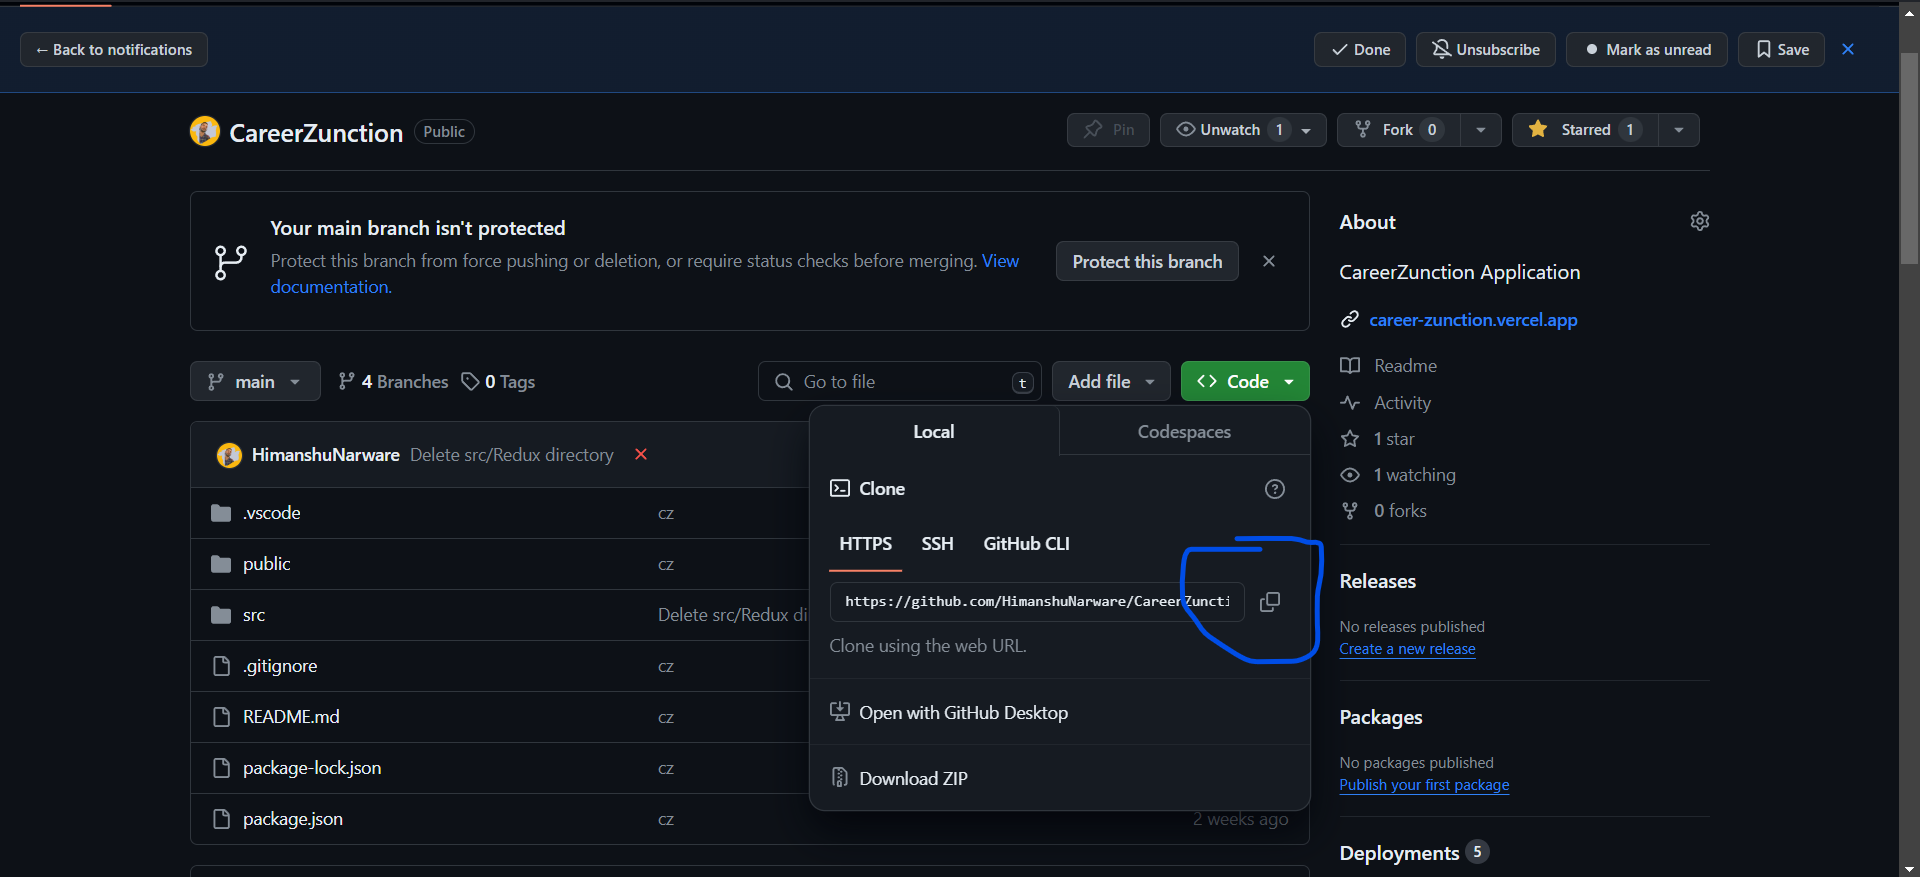 ← Back to notifications
Done
Unsubscribe
Mark as unread
Save
CareerZunction
Public
Pin
Unwatch 1
Fork 0
Starred 1
Your main branch isn't protected
Protect this branch from force pushing or deletion, or require status checks before merging. View
documentation.
Protect this branch
main
4 Branches
0 Tags
Go to file
t
Add file
<> Code
HimanshuNarware Delete src/Redux directory
.vscode cz
public cz
src Delete src/Redux di
.gitignore cz
README.md cz
package-lock.json cz
package.json cz 2 weeks ago
Local
Codespaces
Clone
HTTPS
SSH
GitHub CLI
https://github.com/HimanshuNarware/CareerZuncti
Clone using the web URL.
Open with GitHub Desktop
Download ZIP
About
CareerZunction Application
career-zunction.vercel.app
Readme
Activity
1 star
1 watching
0 forks
Releases
No releases published
Create a new release
Packages
No packages published
Publish your first package
Deployments 5